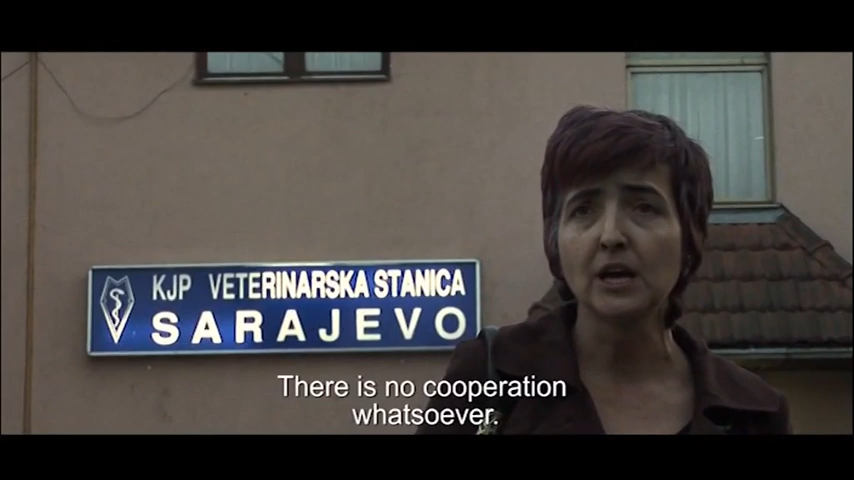 KJP VETERINARSKA STANICA
SARAJEVO
There is no cooperation
whatsoever.